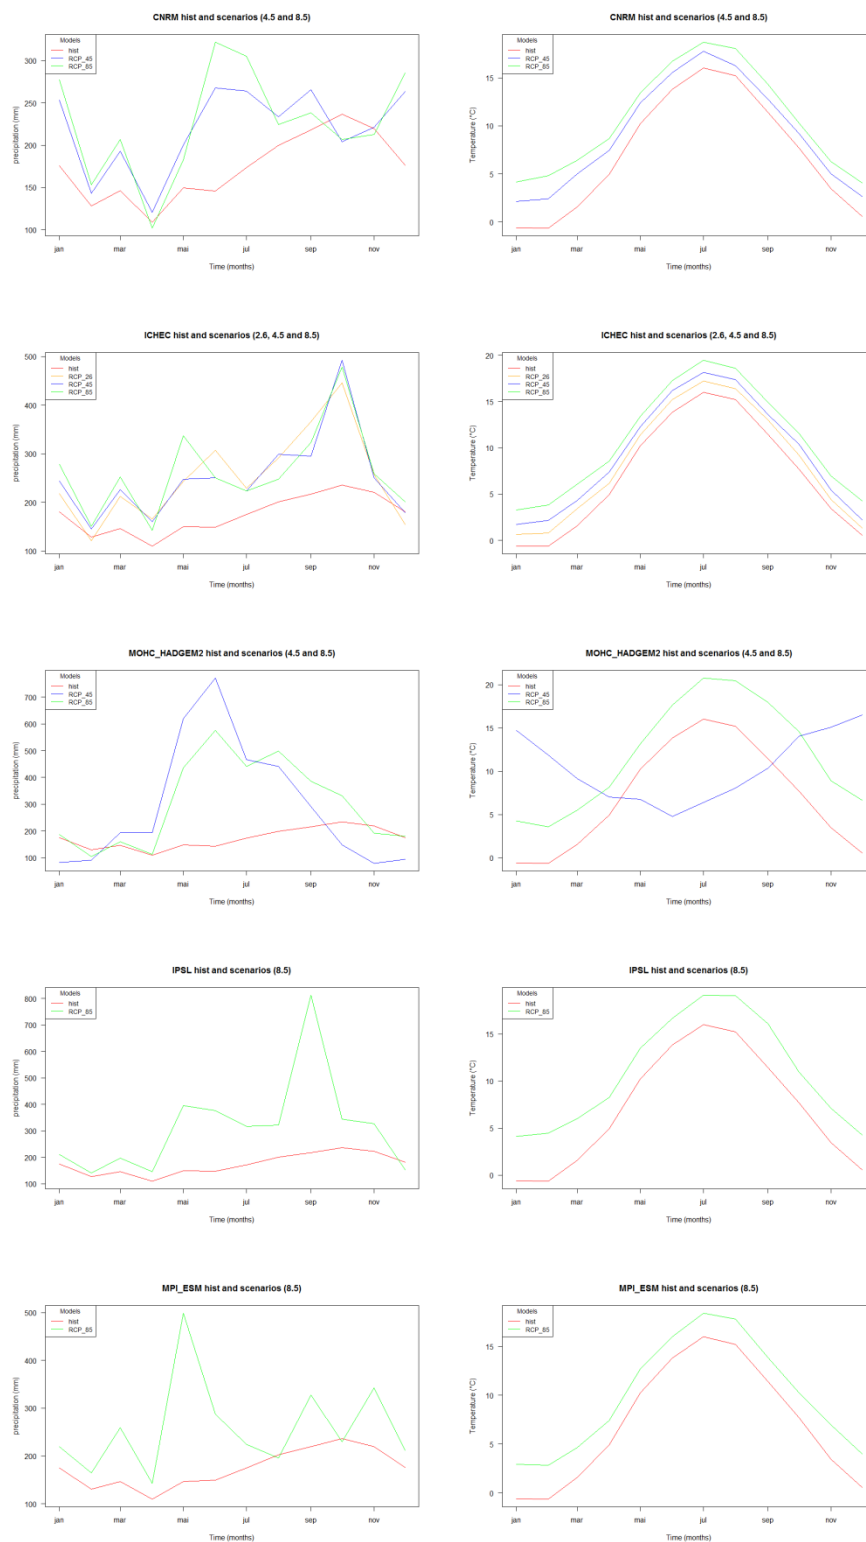 CNRM hist and scenarios (4.5 and 8.5)
Models
hist
RCP_45
RCP_85
precipitation (mm)
300
250
200
150
100
jan mar mai jul sep nov
Time (months)
CNRM hist and scenarios (4.5 and 8.5)
Models
hist
RCP_45
RCP_85
Temperature (°C)
15
10
5
0
jan mar mai jul sep nov
Time (months)
ICHEC hist and scenarios (2.6, 4.5 and 8.5)
Models
hist
RCP_26
RCP_45
RCP_85
precipitation (mm)
500
400
300
200
100
jan mar mai jul sep nov
Time (months)
ICHEC hist and scenarios (2.6, 4.5 and 8.5)
Models
hist
RCP_26
RCP_45
RCP_85
Temperature (°C)
20
15
10
5
0
jan mar mai jul sep nov
Time (months)
MOHC_HADGEM2 hist and scenarios (4.5 and 8.5)
Models
hist
RCP_45
RCP_85
precipitation (mm)
700
600
500
400
300
200
100
jan mar mai jul sep nov
Time (months)
MOHC_HADGEM2 hist and scenarios (4.5 and 8.5)
Models
hist
RCP_45
RCP_85
Temperature (°C)
20
15
10
5
0
jan mar mai jul sep nov
Time (months)
IPSL hist and scenarios (8.5)
Models
hist
RCP_85
precipitation (mm)
800
700
600
500
400
300
200
100
jan mar mai jul sep nov
Time (months)
IPSL hist and scenarios (8.5)
Models
hist
RCP_85
Temperature (°C)
15
10
5
0
jan mar mai jul sep nov
Time (months)
MPI_ESM hist and scenarios (8.5)
Models
hist
RCP_85
precipitation (mm)
500
400
300
200
100
jan mar mai jul sep nov
Time (months)
MPI_ESM hist and scenarios (8.5)
Models
hist
RCP_85
Temperature (°C)
15
10
5
0
jan mar mai jul sep nov
Time (months)